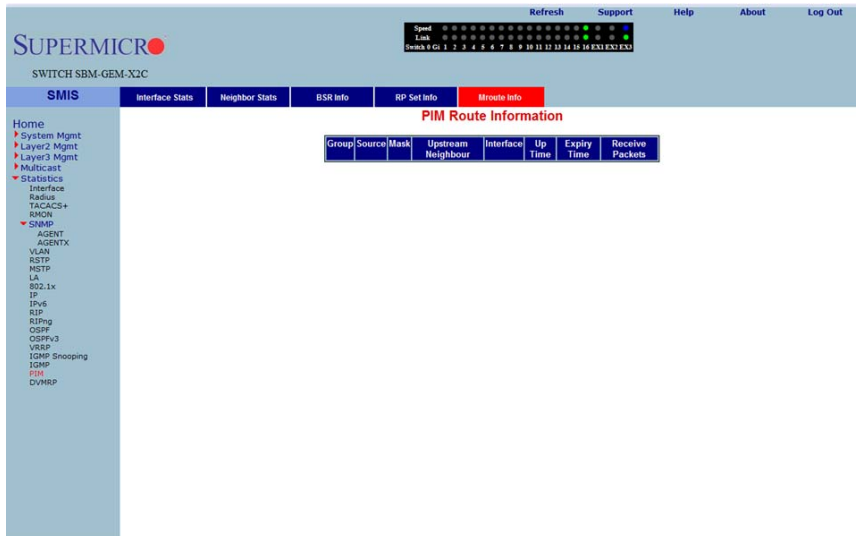 Refresh Support Help About Log Out
Speed
Link
Switch 0 Gi 1 2 3 4 5 6 7 8 9 10 11 12 13 14 15 16 EX1 EX2 EX3
SUPERMICRO
SWITCH SBM-GEM-X2C
SMIS
Interface Stats Neighbor Stats BSR Info RP Set Info Mroute Info
PIM Route Information
Group Source Mask Upstream Neighbour Interface Up Time Expiry Time Receive Packets
Home
System Mgmt
Layer2 Mgmt
Layer3 Mgmt
Multicast
Statistics
Interface
Radius
TACACS+
RMON
SNMP
AGENT
AGENTX
VLAN
RSTP
MSTP
LA
802.1x
IP
IPv6
RIP
RIPng
OSPF
OSPFv3
VRRP
IGMP Snooping
IGMP
PIM
DVMRP